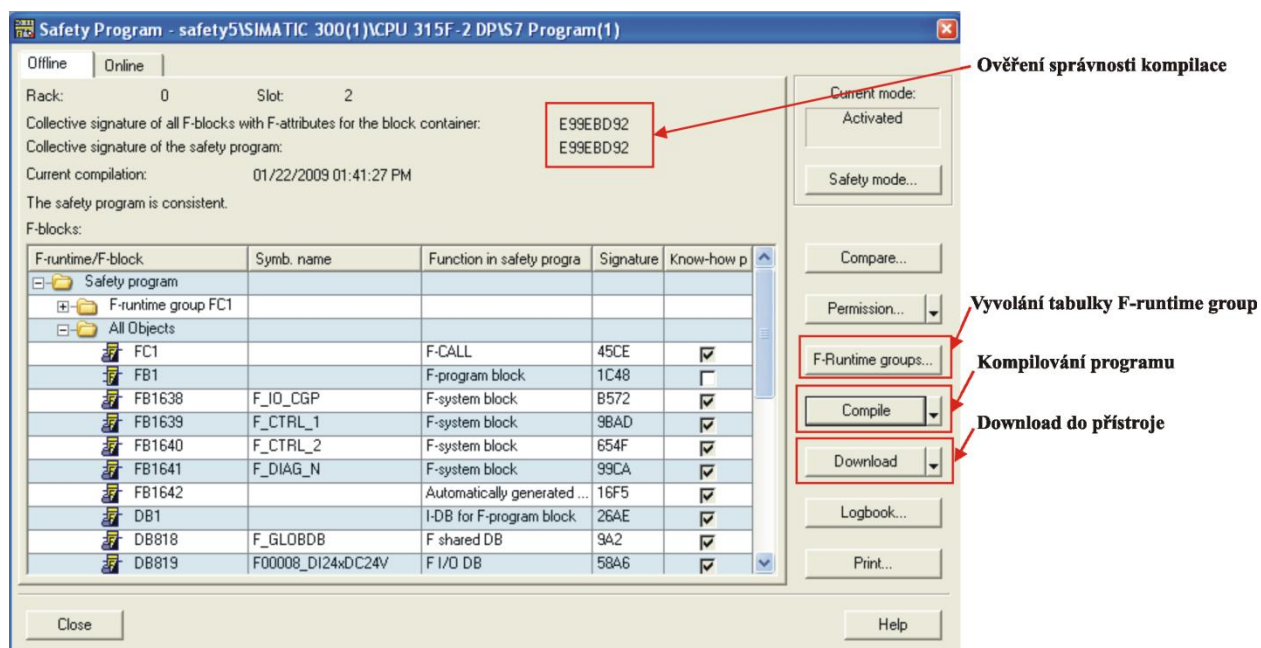 Safety Program - safety5\SIMATIC 300(1)\CPU 315F-2 DP\S7 Program(1)
Offline Online
Rack: 0 Slot: 2
Collective signature of all F-blocks with F-attributes for the block container: E99EBD92
Collective signature of the safety program: E99EBD92
Current compilation: 01/22/2009 01:41:27 PM
The safety program is consistent.
F-blocks:
F-runtime/F-block Symb. name Function in safety progra Signature Know-how p
Safety program
F-runtime group FC1
All Objects
FC1 F-CALL 45CE
FB1 F-program block 1C48
FB1638 F_IO_CGP F-system block B572
FB1639 F_CTRL_1 F-system block 9BAD
FB1640 F_CTRL_2 F-system block 654F
FB1641 F_DIAG_N F-system block 99CA
FB1642 Automatically generated ... 16F5
DB1 I-DB for F-program block 26AE
DB818 F_GLOBDB F shared DB 9A2
DB819 F00008_DI24xDC24V F I/O DB 58A6
Current mode:
Activated
Safety mode...
Compare...
Permission...
F-Runtime groups...
Compile
Download
Logbook...
Print...
Close
Help
Ověření správnosti kompilace
Vyvolání tabulky F-runtime group
Kompilování programu
Download do přístroje